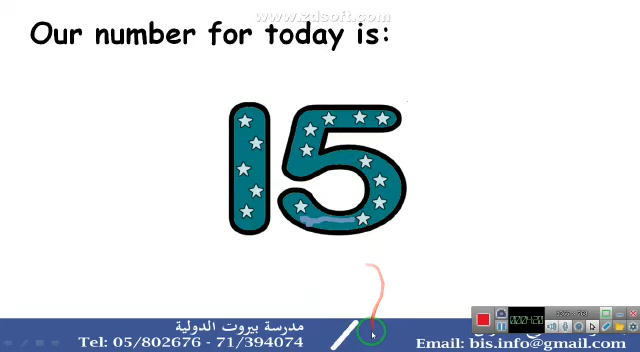 www.zdsoft.com
Our number for today is:
15
مدرسة بيروت الدولية
Tel: 05/802676 - 71/394074
Email: bis.info@gmail.com